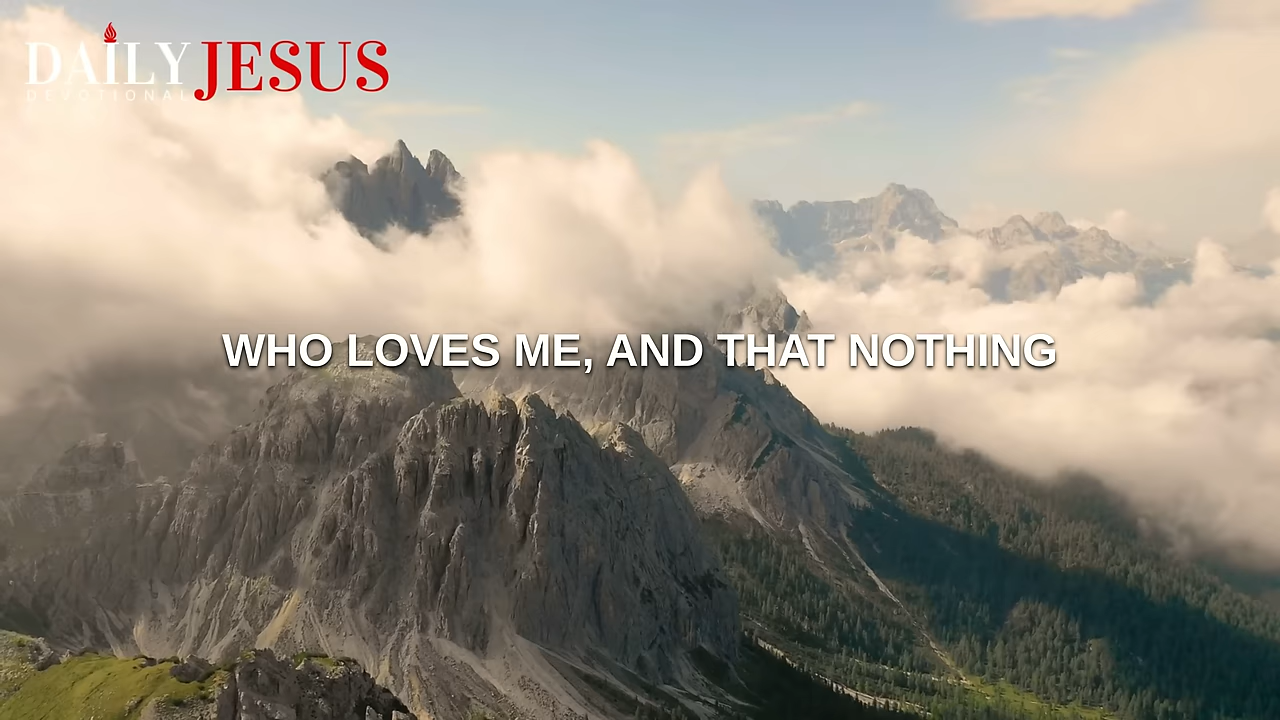 DAILY JESUS
DEVOTIONAL
WHO LOVES ME, AND THAT NOTHING